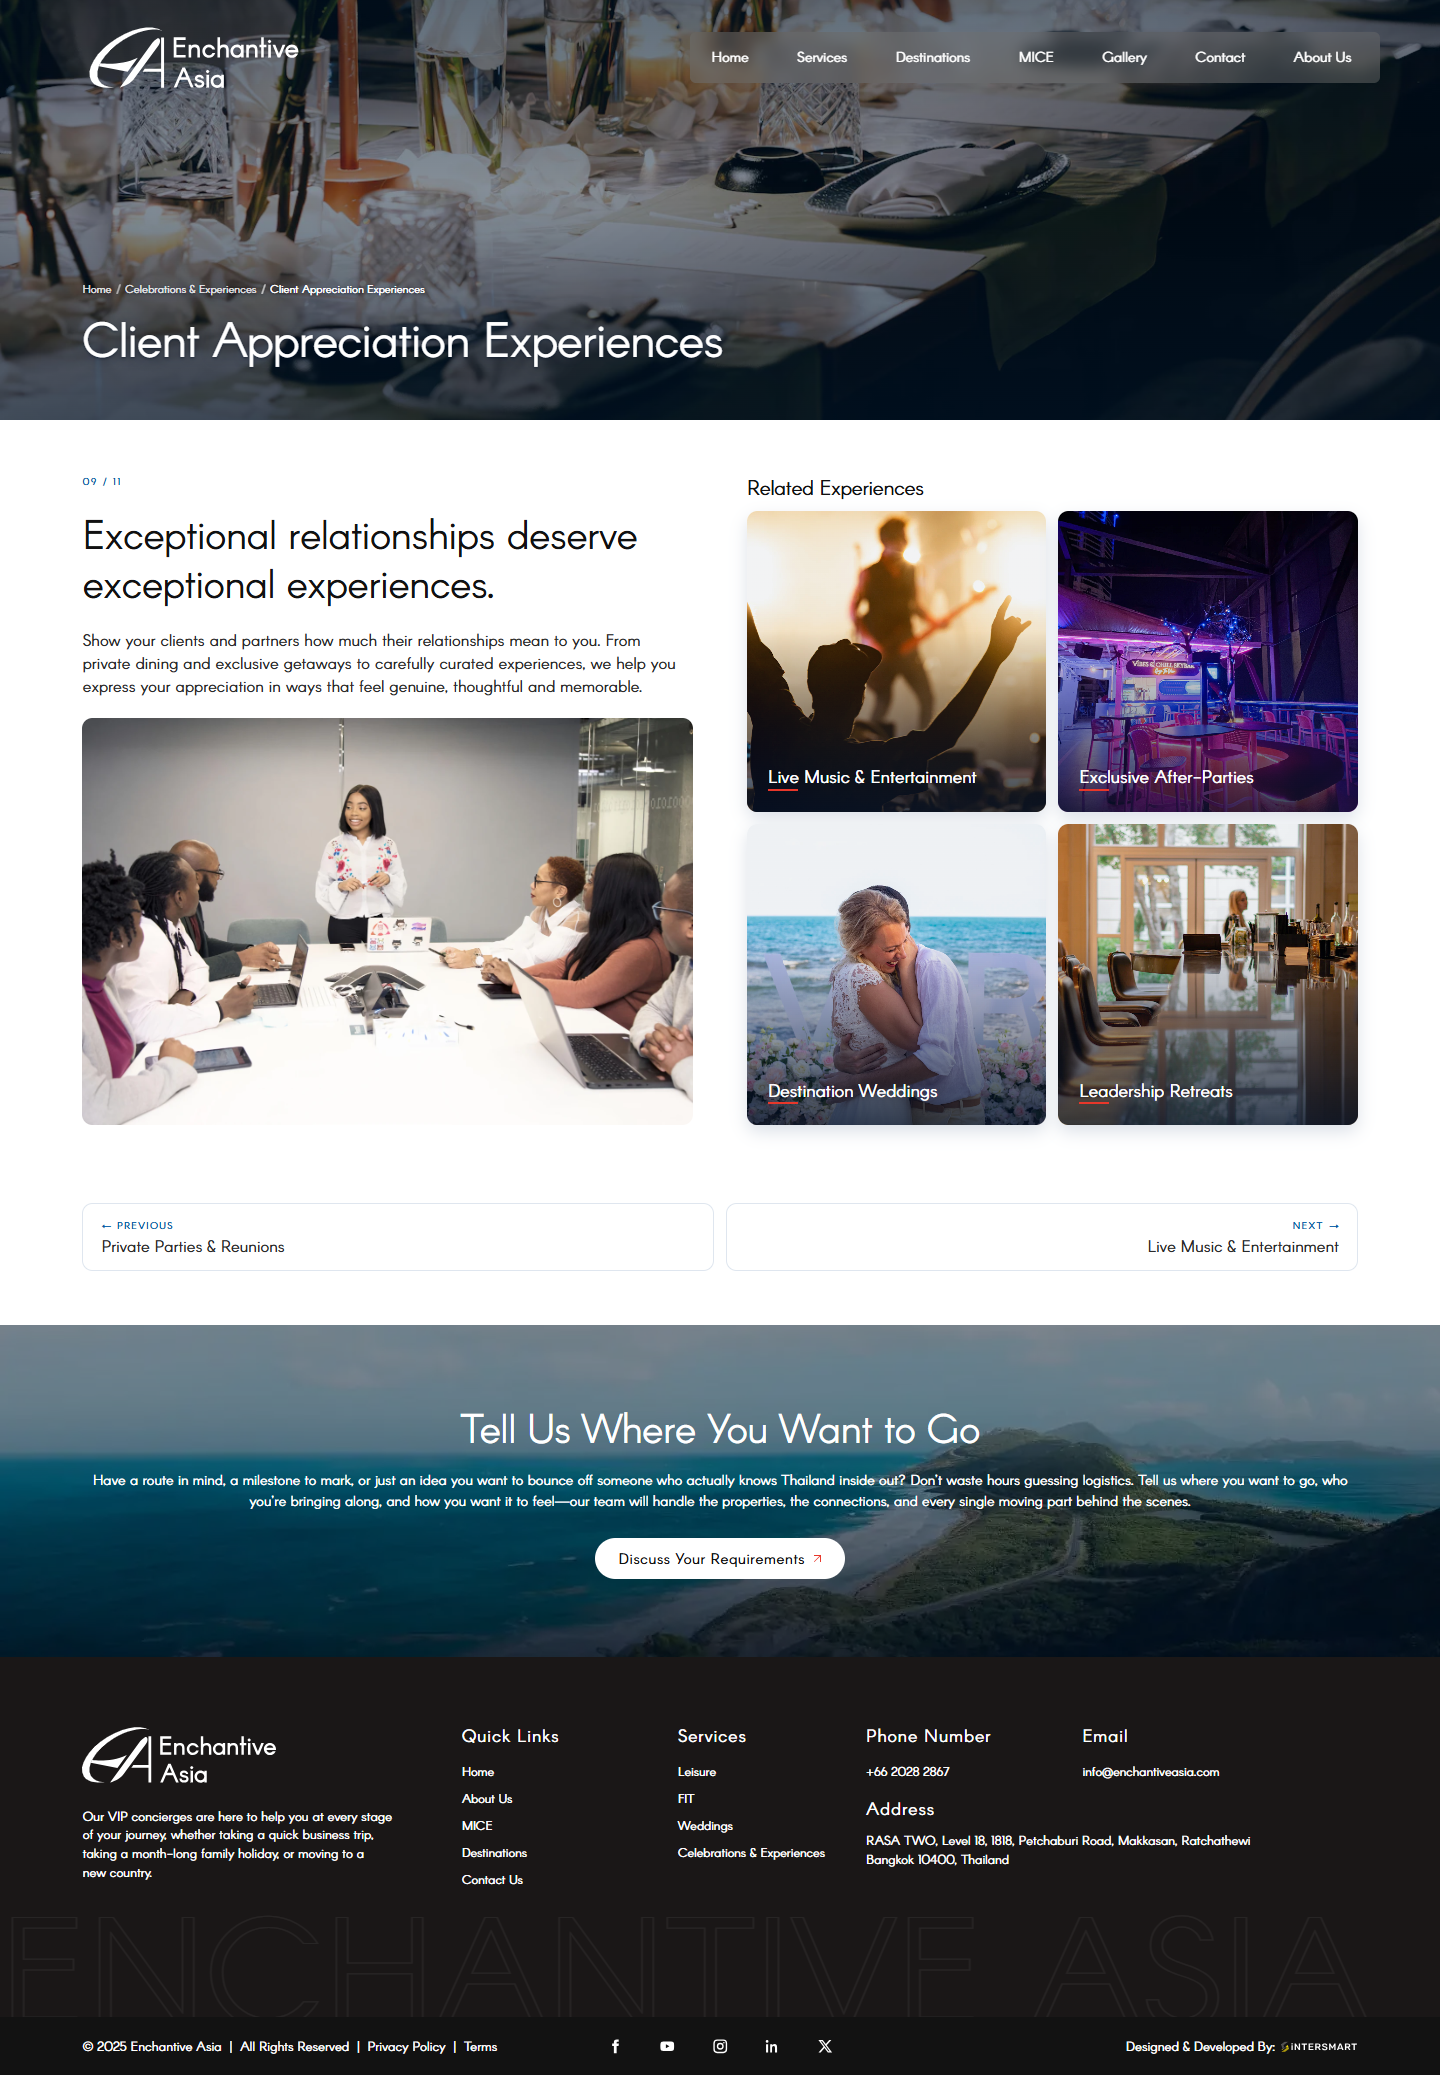 Enchantive
Asia
Home
Services
Destinations
MICE
Gallery
Contact
About Us
Home / Celebrations & Experiences / Client Appreciation Experiences
Client Appreciation Experiences
09 / 11
Exceptional relationships deserve
exceptional experiences.
Show your clients and partners how much their relationships mean to you. From
private dining and exclusive getaways to carefully curated experiences, we help you
express your appreciation in ways that feel genuine, thoughtful and memorable.
Related Experiences
Live Music & Entertainment
VIBES & CHILL SKYBAR
Exclusive After-Parties
Destination Weddings
Leadership Retreats
← PREVIOUS
Private Parties & Reunions
NEXT →
Live Music & Entertainment
Tell Us Where You Want to Go
Have a route in mind, a milestone to mark, or just an idea you want to bounce off someone who actually knows Thailand inside out? Don't waste hours guessing logistics. Tell us where you want to go, who
you're bringing along, and how you want it to feel—our team will handle the properties, the connections, and every single moving part behind the scenes.
Discuss Your Requirements
Enchantive
Asia
Our VIP concierges are here to help you at every stage
of your journey, whether taking a quick business trip,
taking a month-long family holiday, or moving to a
new country.
Quick Links
Home
About Us
MICE
Destinations
Contact Us
Services
Leisure
FIT
Weddings
Celebrations & Experiences
Phone Number
+66 2028 2867
Email
info@enchantiveasia.com
Address
RASA TWO, Level 18, 1818, Petchaburi Road, Makkasan, Ratchathewi
Bangkok 10400, Thailand
ENCHANTIVE ASIA
© 2025 Enchantive Asia | All Rights Reserved | Privacy Policy | Terms
Designed & Developed By: INTERSMART